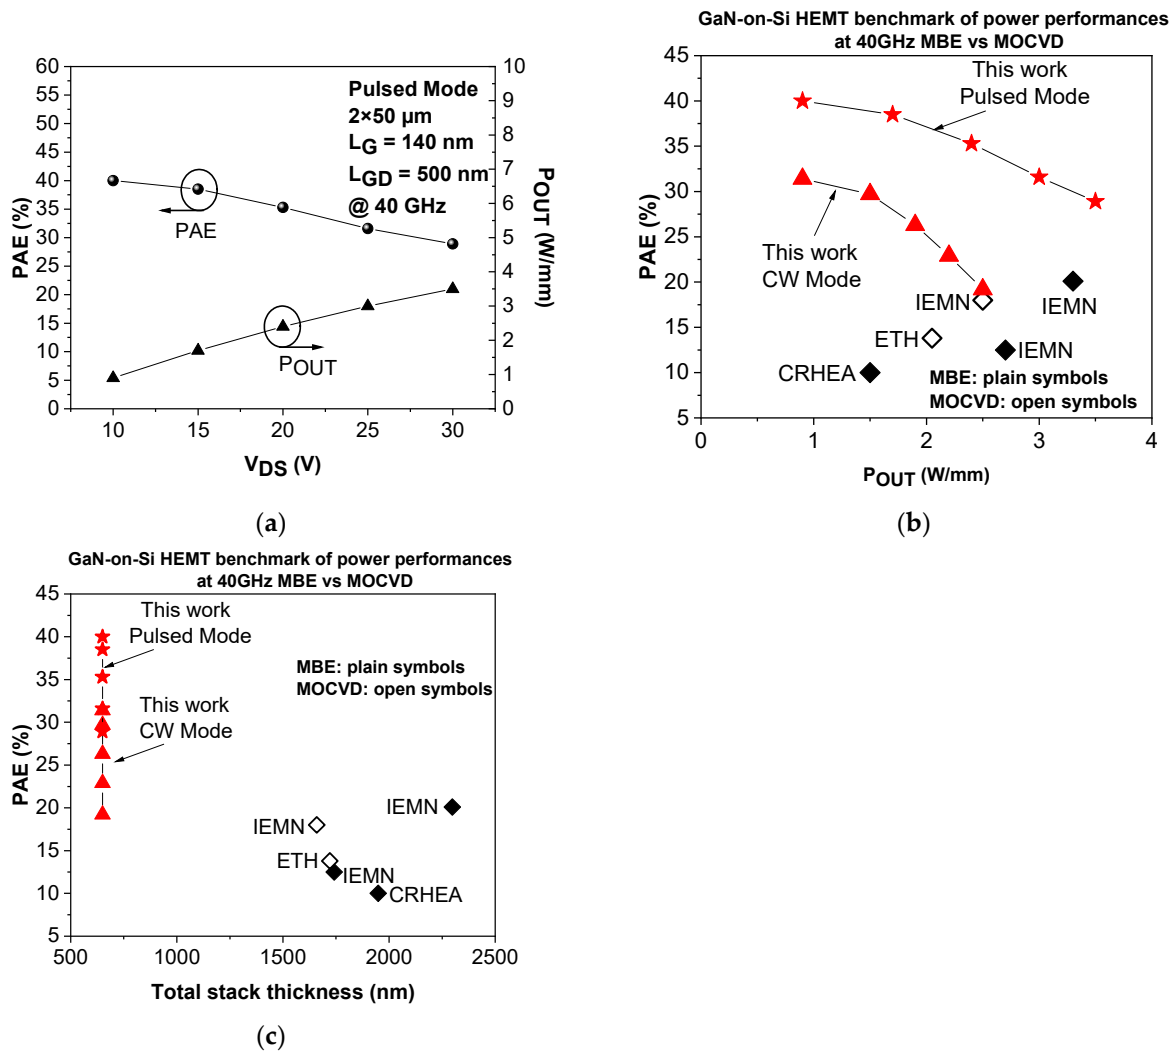 60
55
50
45
40
35
30
25
20
15
10
5
0
PAE (%)
10
9
8
7
6
5
4
3
2
1
0
POUT (W/mm)
Pulsed Mode
2×50 µm
LG = 140 nm
LGD = 500 nm
@ 40 GHz
PAE
POUT
10 15 20 25 30
VDS (V)
(a)
GaN-on-Si HEMT benchmark of power performances
at 40GHz MBE vs MOCVD
45
40
35
30
25
20
15
10
5
PAE (%)
This work
Pulsed Mode
This work
CW Mode
IEMN
IEMN
ETH
IEMN
CRHEA
MBE: plain symbols
MOCVD: open symbols
0 1 2 3 4
POUT (W/mm)
(b)
GaN-on-Si HEMT benchmark of power performances
at 40GHz MBE vs MOCVD
45
40
35
30
25
20
15
10
5
PAE (%)
This work
Pulsed Mode
MBE: plain symbols
MOCVD: open symbols
This work
CW Mode
IEMN
IEMN
ETH
IEMN
CRHEA
500 1000 1500 2000 2500
Total stack thickness (nm)
(c)